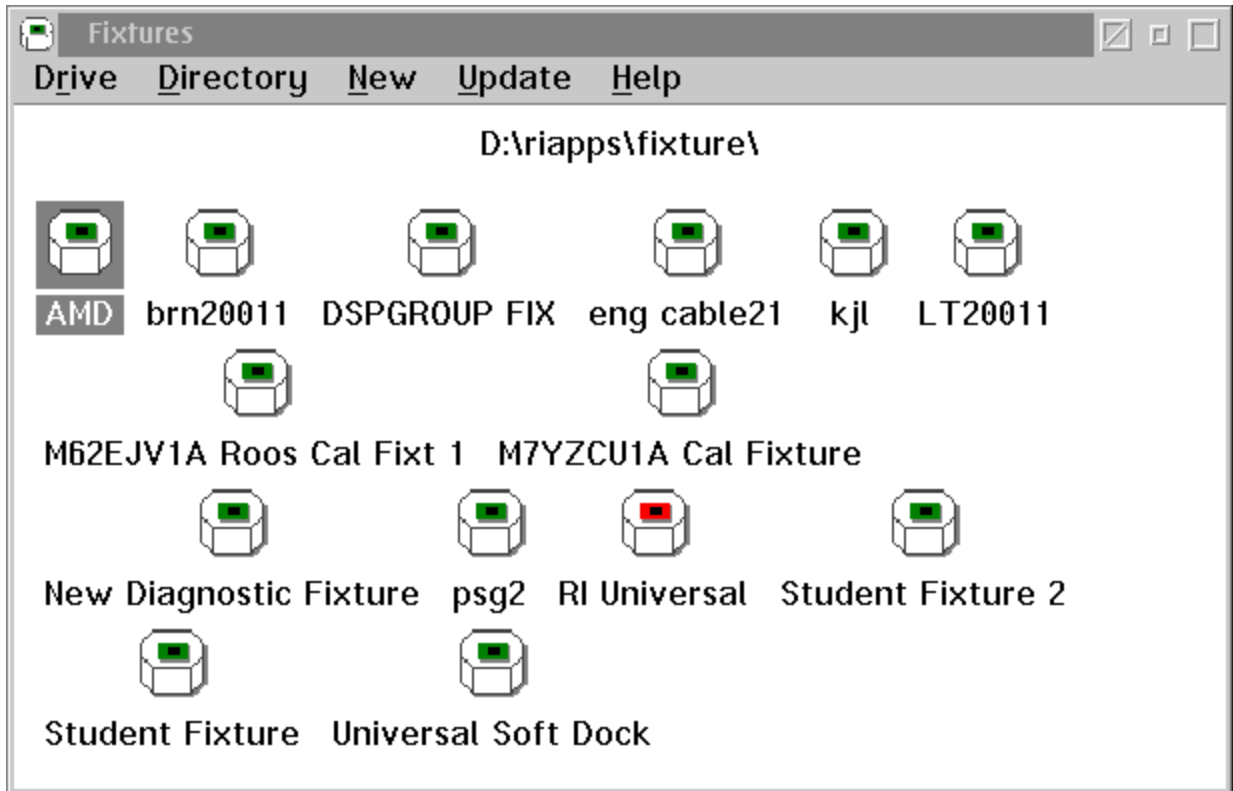 Fixtures
Drive Directory New Update Help
D:\riapps\fixture\
AMD brn20011 DSPGROUP FIX eng cable21 kjl LT20011
M62EJV1A Roos Cal Fixt 1 M7YZCU1A Cal Fixture
New Diagnostic Fixture psg2 RI Universal Student Fixture 2
Student Fixture Universal Soft Dock